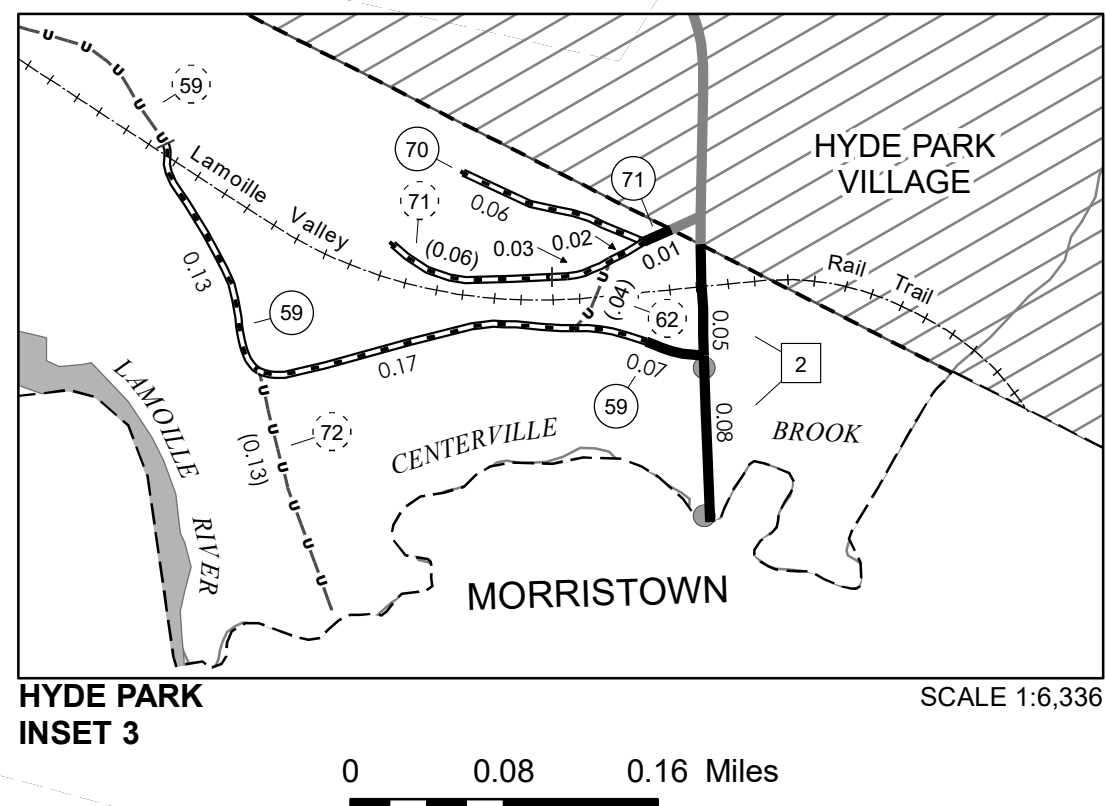 59
70
71
HYDE PARK
VILLAGE
Lamoille
Valley
Rail
Trail
71
0.06
(0.06)
0.03
0.02
0.01
0.13
59
(.04)
62
0.05
2
0.17
0.07
59
0.08
LAMOILLE
RIVER
(0.13)
72
CENTERVILLE
BROOK
MORRISTOWN
U U U U U
U U
U U U U U U
HYDE PARK
INSET 3
SCALE 1:6,336
0 0.08 0.16 Miles